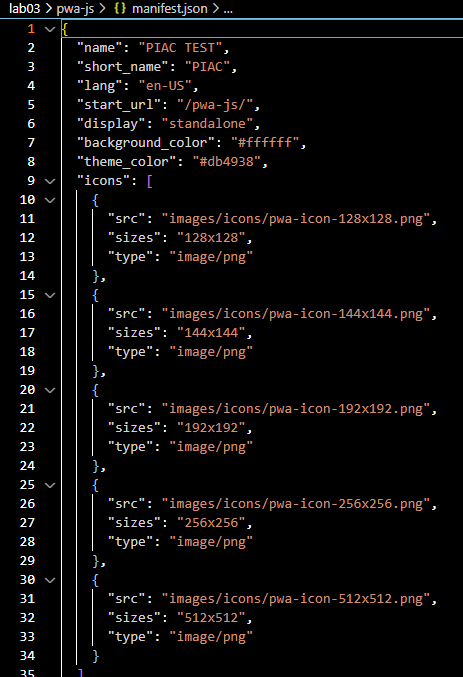 lab03 > pwa-js > {} manifest.json > ...
1 {
2 "name": "PIAC TEST",
3 "short_name": "PIAC",
4 "lang": "en-US",
5 "start_url": "/pwa-js/",
6 "display": "standalone",
7 "background_color": "#ffffff",
8 "theme_color": "#db4938",
9 "icons": [
10 {
11 "src": "images/icons/pwa-icon-128x128.png",
12 "sizes": "128x128",
13 "type": "image/png"
14 },
15 {
16 "src": "images/icons/pwa-icon-144x144.png",
17 "sizes": "144x144",
18 "type": "image/png"
19 },
20 {
21 "src": "images/icons/pwa-icon-192x192.png",
22 "sizes": "192x192",
23 "type": "image/png"
24 },
25 {
26 "src": "images/icons/pwa-icon-256x256.png",
27 "sizes": "256x256",
28 "type": "image/png"
29 },
30 {
31 "src": "images/icons/pwa-icon-512x512.png",
32 "sizes": "512x512",
33 "type": "image/png"
34 }
35 ]